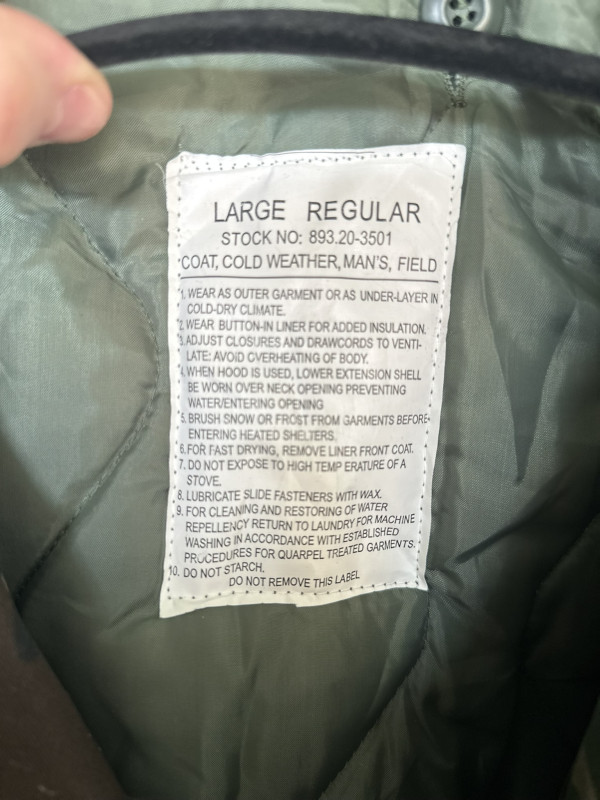 LARGE REGULAR
STOCK NO: 893.20-3501
COAT, COLD WEATHER, MAN'S, FIELD
1. WEAR AS OUTER GARMENT OR AS UNDER-LAYER IN
COLD-DRY CLIMATE.
2. WEAR BUTTON-IN LINER FOR ADDED INSULATION.
3. ADJUST CLOSURES AND DRAWCORDS TO VENTI-
LATE: AVOID OVERHEATING OF BODY.
4. WHEN HOOD IS USED, LOWER EXTENSION SHELL
BE WORN OVER NECK OPENING PREVENTING
WATER/ENTERING OPENING
5. BRUSH SNOW OR FROST FROM GARMENTS BEFORE
ENTERING HEATED SHELTERS.
6. FOR FAST DRYING, REMOVE LINER FRONT COAT.
7. DO NOT EXPOSE TO HIGH TEMP ERATURE OF A
STOVE.
8. LUBRICATE SLIDE FASTENERS WITH WAX.
9. FOR CLEANING AND RESTORING OF WATER
REPELLENCY RETURN TO LAUNDRY FOR MACHINE
WASHING IN ACCORDANCE WITH ESTABLISHED
PROCEDURES FOR QUARPEL TREATED GARMENTS.
10. DO NOT STARCH.
DO NOT REMOVE THIS LABEL